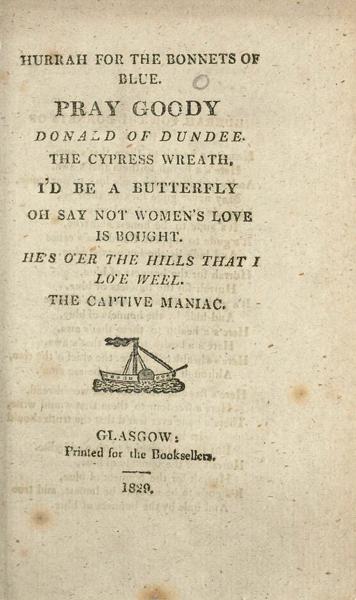 HURRAH FOR THE BONNETS OF
BLUE.
PRAY GOODY
DONALD OF DUNDEE.
THE CYPRESS WREATH.
I'D BE A BUTTERFLY
OH SAY NOT WOMEN'S LOVE
IS BOUGHT.
HE'S O'ER THE HILLS THAT I
LO'E WEEL.
THE CAPTIVE MANIAC.
GLASGOW:
Printed for the Booksellers.
1829.